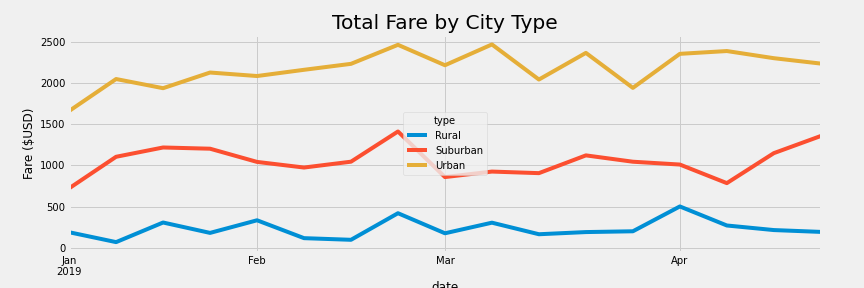 Total Fare by City Type
Fare ($USD)
2500
2000
1500
1000
500
0
type
Rural
Suburban
Urban
Jan
2019
Feb
Mar
Apr
date